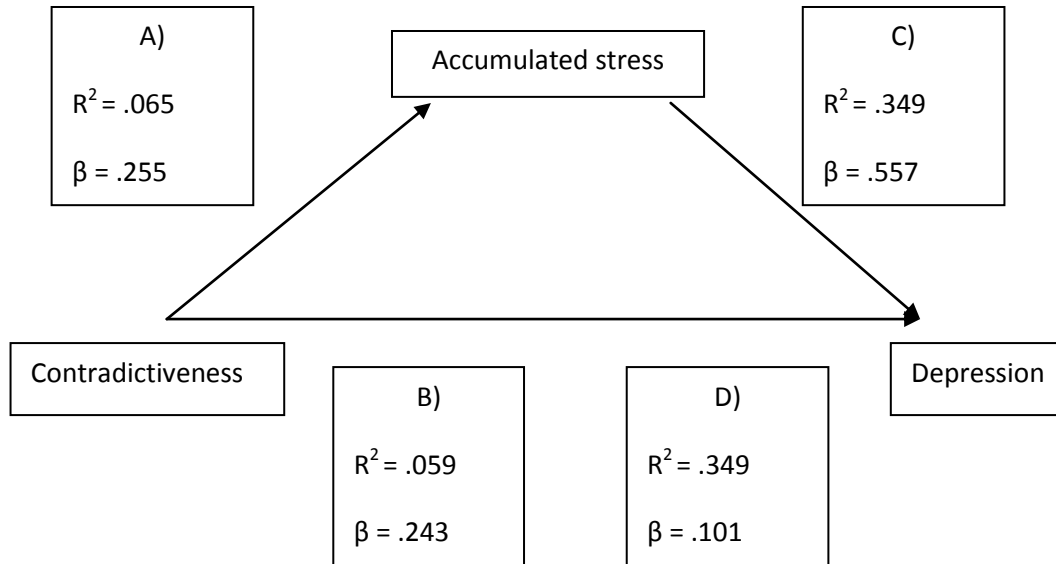 A)
R² = .065
β = .255
Accumulated stress
C)
R² = .349
β = .557
Contradictiveness
B)
R² = .059
β = .243
D)
R² = .349
β = .101
Depression